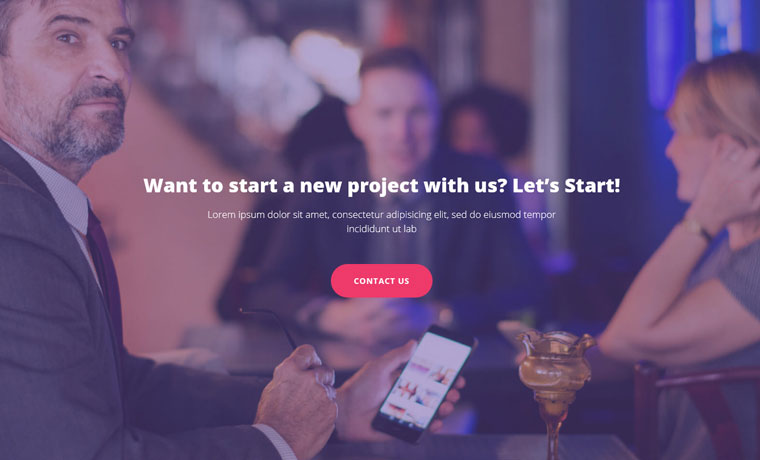 Want to start a new project with us? Let’s Start!
Lorem ipsum dolor sit amet, consectetur adipisicing elit, sed do eiusmod tempor
incididunt ut lab
CONTACT US